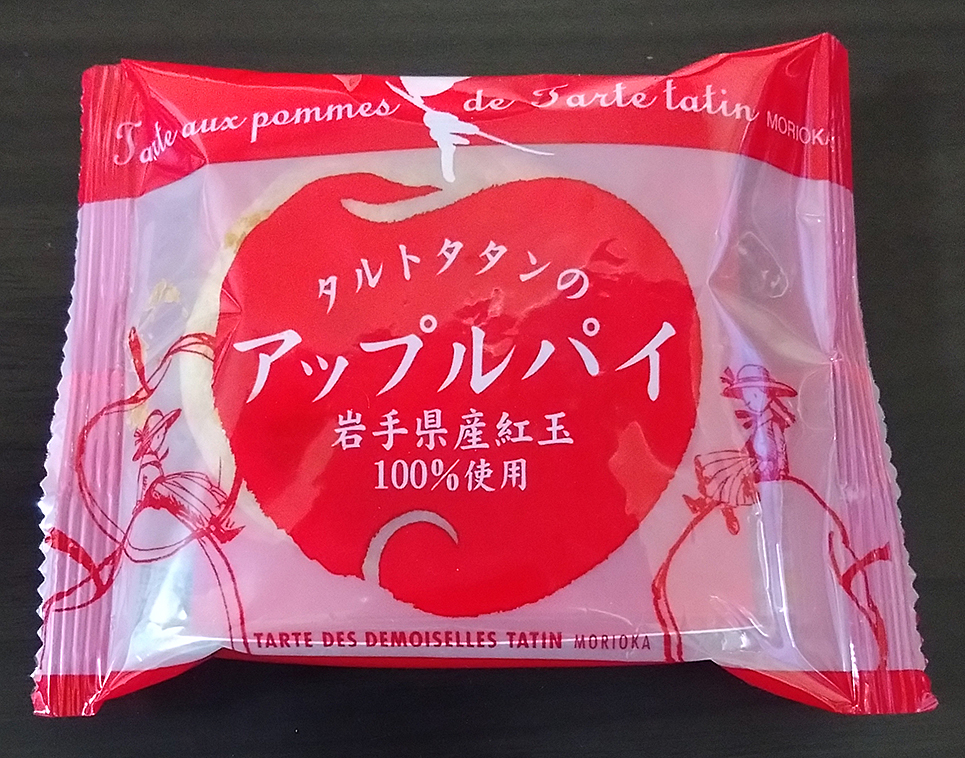 Tarte aux pommes de Tarte tatin MORIOKA
タルトタタンの
アップルパイ
岩手県産紅玉
100%使用
TARTE DES DEMOISELLES TATIN MORIOKA